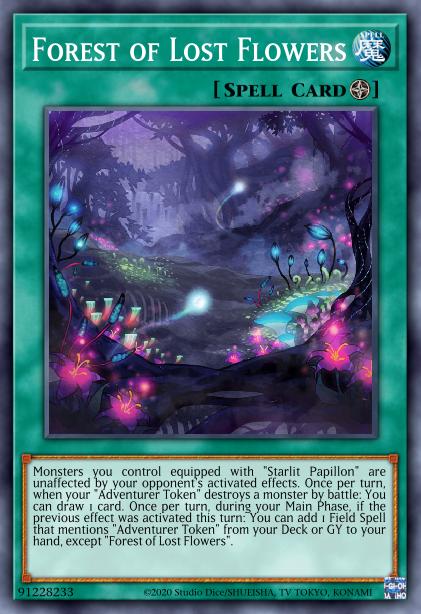 FOREST OF LOST FLOWERS
SPELL
魔
[SPELL CARD]
Monsters you control equipped with "Starlit Papillon" are
unaffected by your opponent's activated effects. Once per turn,
when your "Adventurer Token" destroys a monster by battle: You
can draw 1 card. Once per turn, during your Main Phase, if the
previous effect was activated this turn: You can add 1 Field Spell
that mentions "Adventurer Token" from your Deck or GY to your
hand, except "Forest of Lost Flowers".
91228233
©2020 Studio Dice/SHUEISHA, TV TOKYO, KONAMI